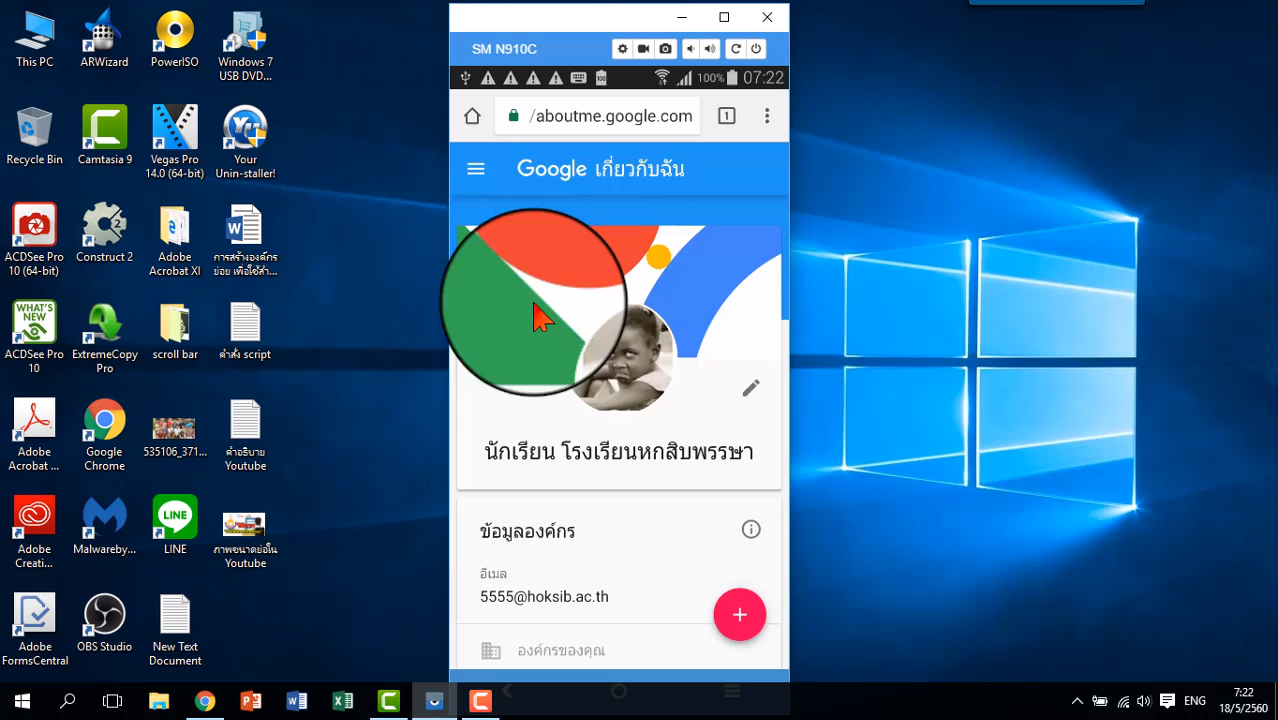 This PC
ARWizard
PowerISO
Windows 7
USB DVD...
Recycle Bin
Camtasia 9
Vegas Pro
14.0 (64-bit)
Your
Unin-staller!
ACDSee Pro
10 (64-bit)
Construct 2
Adobe
Acrobat XI
การสร้างองค์กร
ย่อย เพื่อใช้สำ...
WHAT'S
NEW
ACDSee Pro
10
ExtremeCopy
Pro
scroll bar
คำสั่ง script
Adobe
Acrobat ...
Google
Chrome
535106_371...
คำอธิบาย
Youtube
Adobe
Creati...
Malwareby...
LINE
LINE
ภาพขนาดย่อใน
Youtube
Adobe
FormsCentral
OBS Studio
New Text
Document
SM N910C
100%
07:22
/aboutme.google.com
1
Google เกี่ยวกับฉัน
นักเรียน โรงเรียนหกสิบพรรษา
ข้อมูลองค์กร
อีเมล
5555@hoksib.ac.th
องค์กรของคุณ
ENG
7:22
18/5/2560